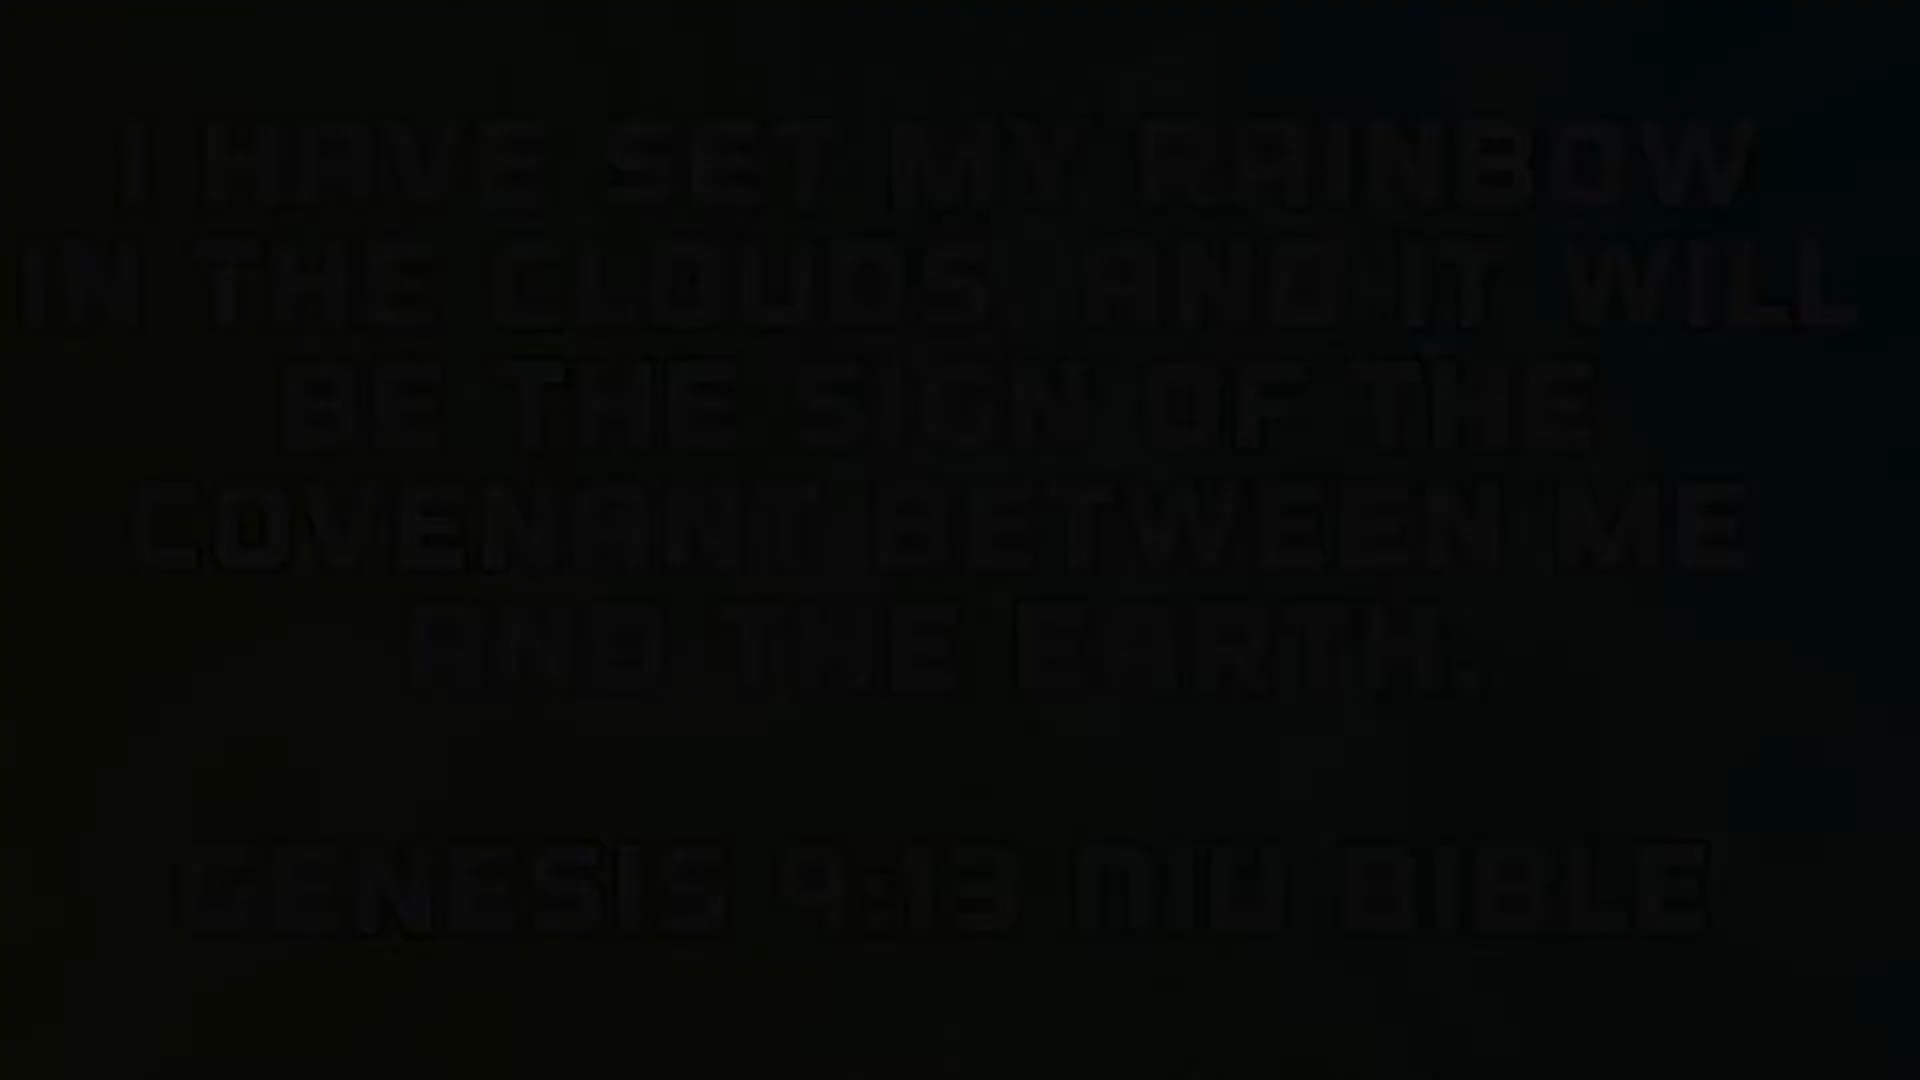 I HAVE SET MY RAINBOW
IN THE CLOUDS, AND IT WILL
BE THE SIGN OF THE
COVENANT BETWEEN ME
AND THE EARTH.
GENESIS 9:13 NIV BIBLE